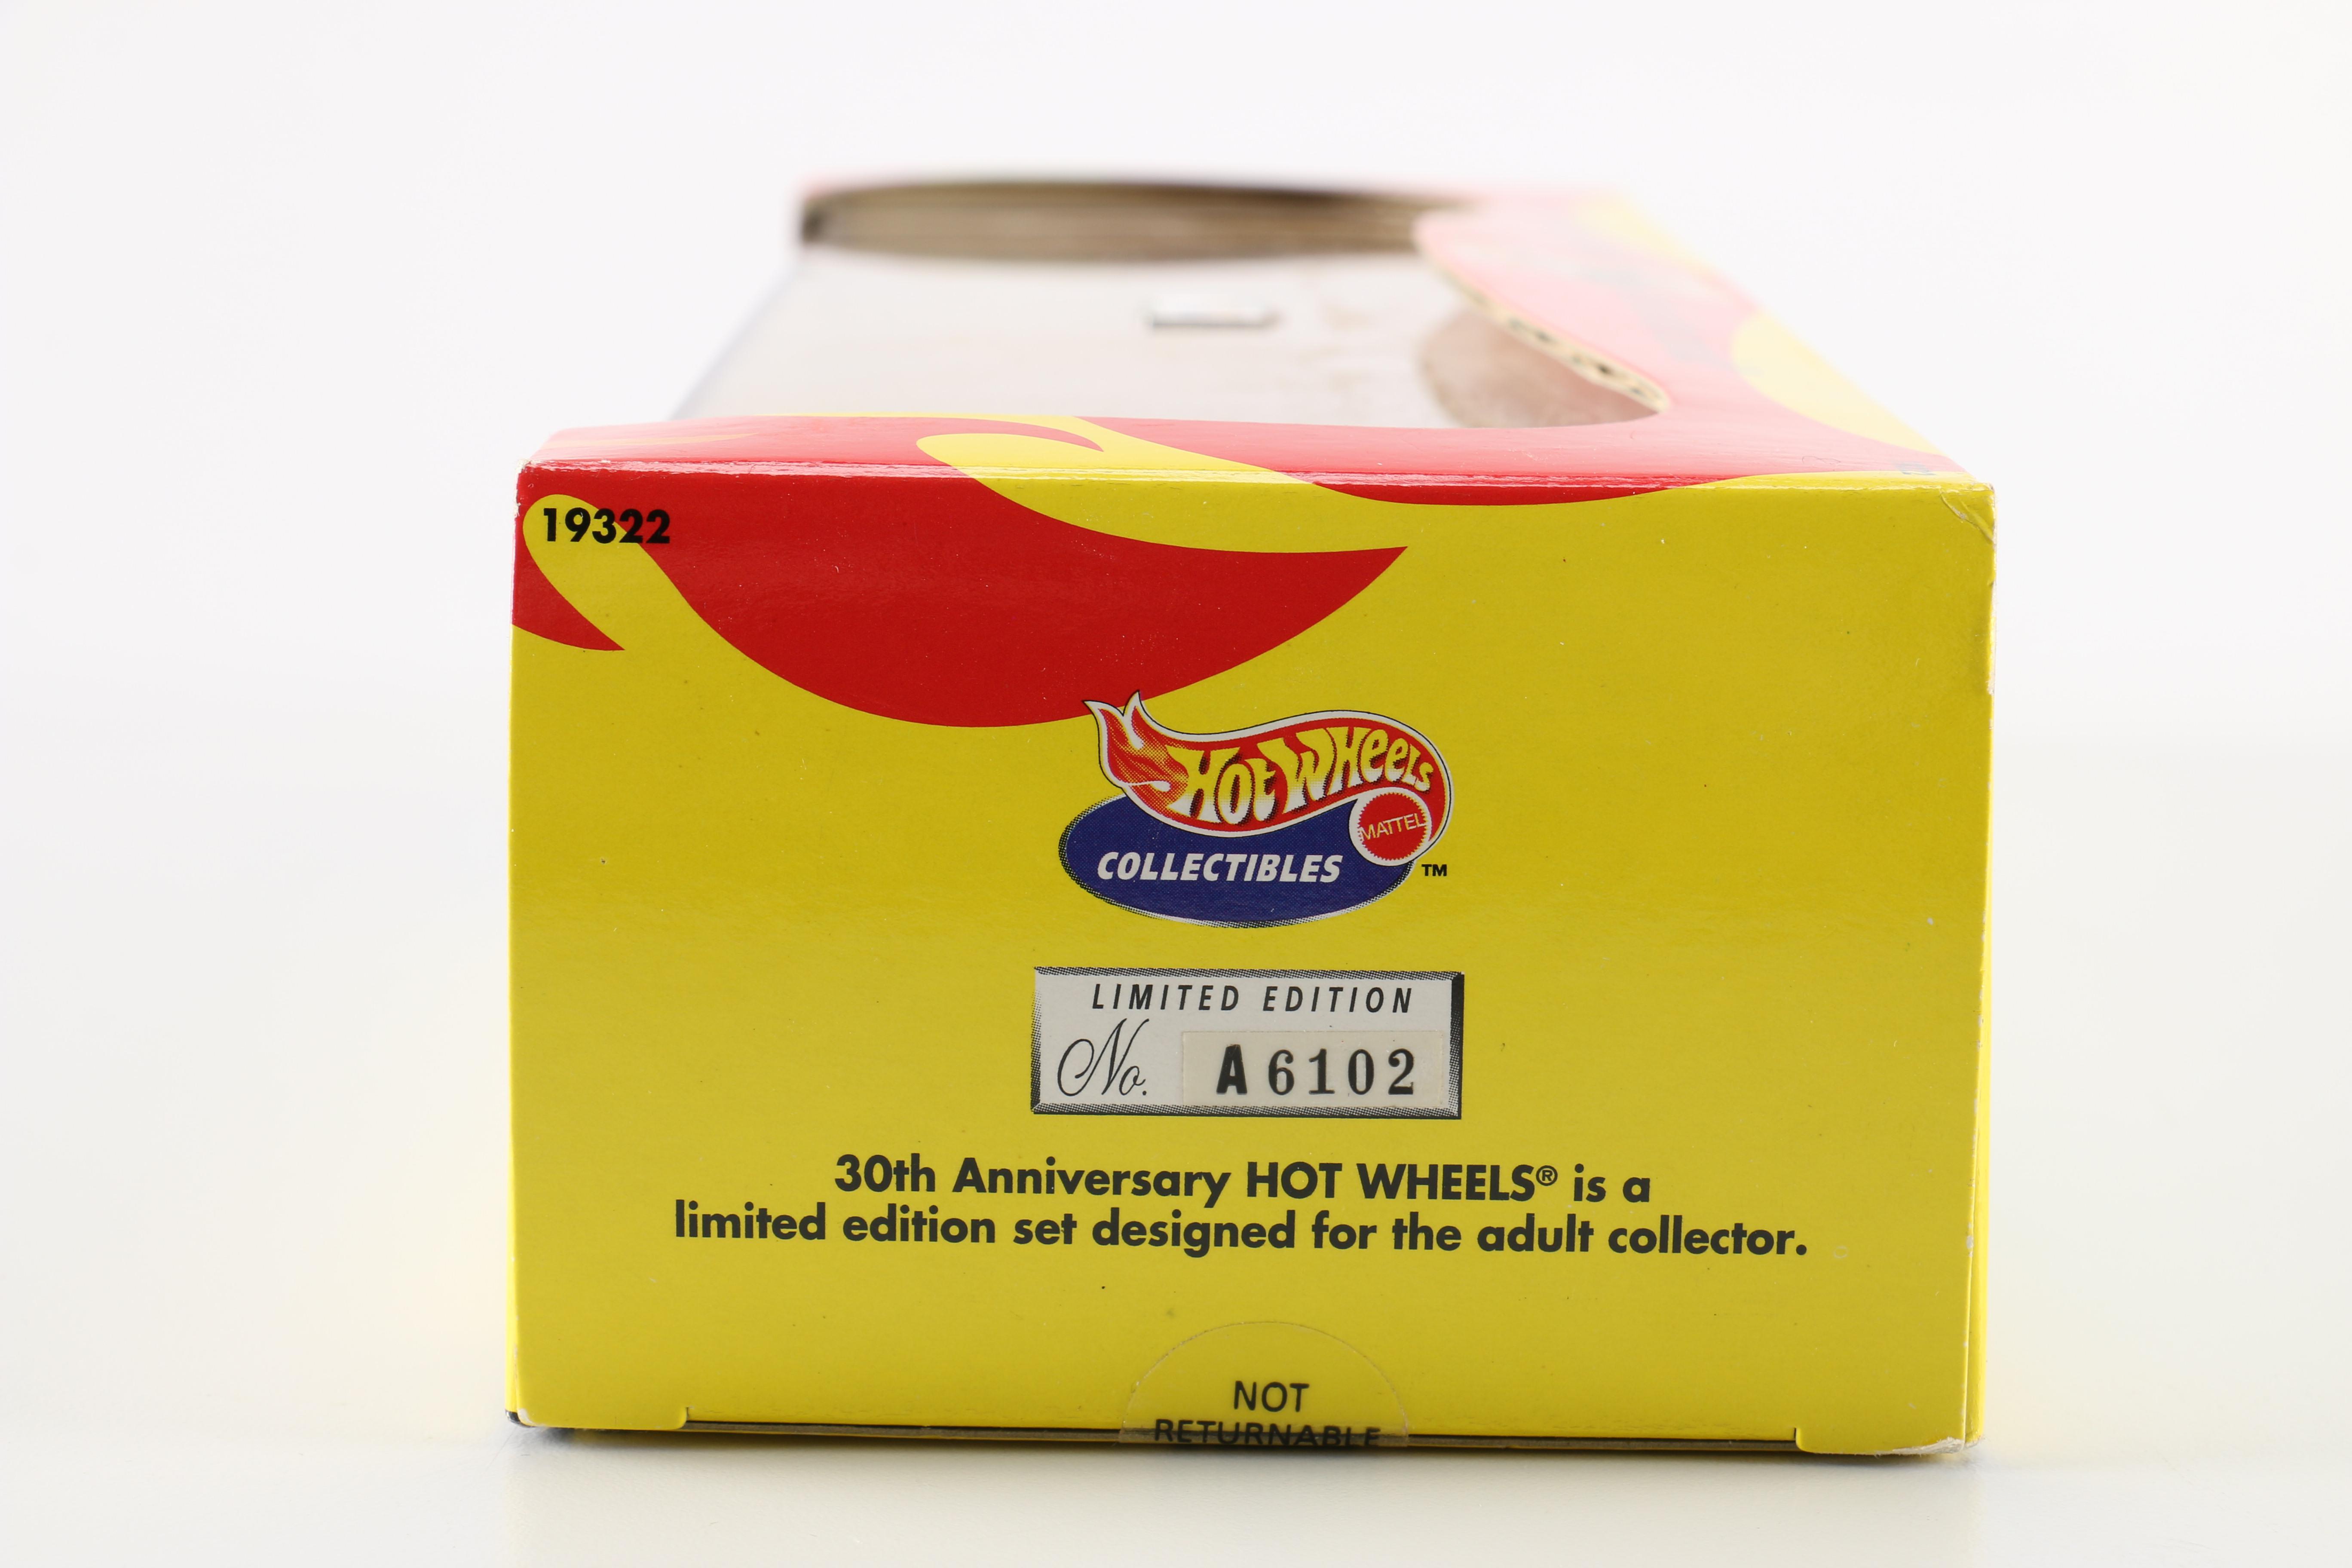 19322
Hot Wheels
MATTEL
COLLECTIBLES ™
LIMITED EDITION
No. A6102
30th Anniversary HOT WHEELS® is a
limited edition set designed for the adult collector.
NOT
RETURNABLE